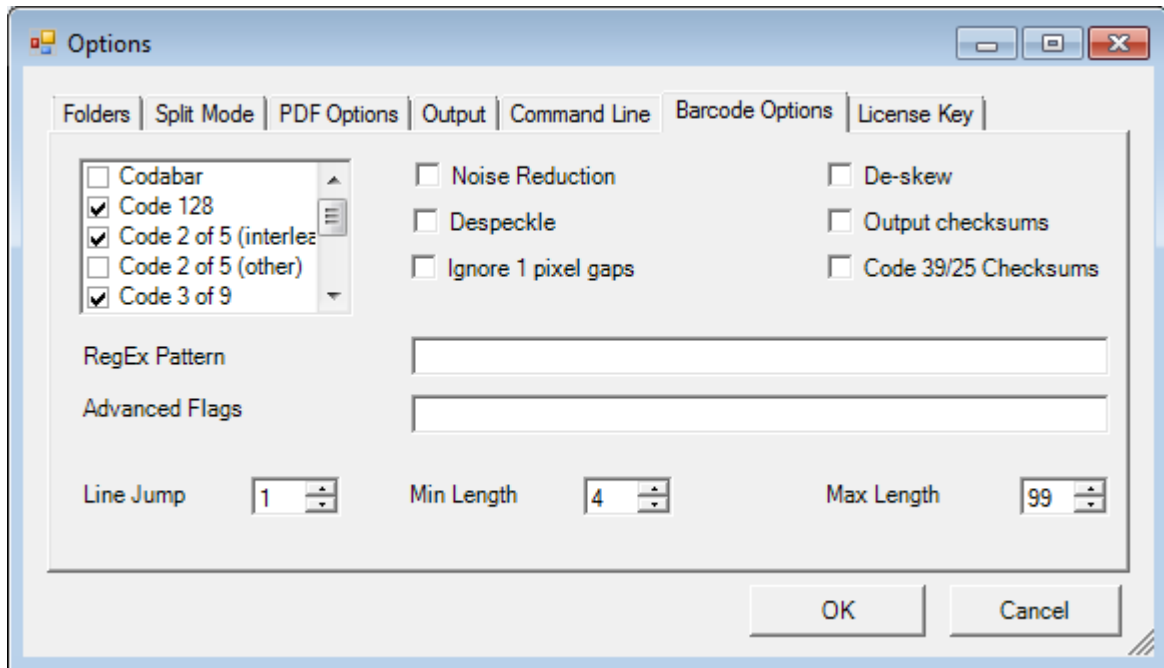 Options
Folders Split Mode PDF Options Output Command Line Barcode Options License Key
Codabar
Code 128
Code 2 of 5 (interlea
Code 2 of 5 (other)
Code 3 of 9
Noise Reduction
Despeckle
Ignore 1 pixel gaps
De-skew
Output checksums
Code 39/25 Checksums
RegEx Pattern
Advanced Flags
Line Jump 1 Min Length 4 Max Length 99
OK Cancel